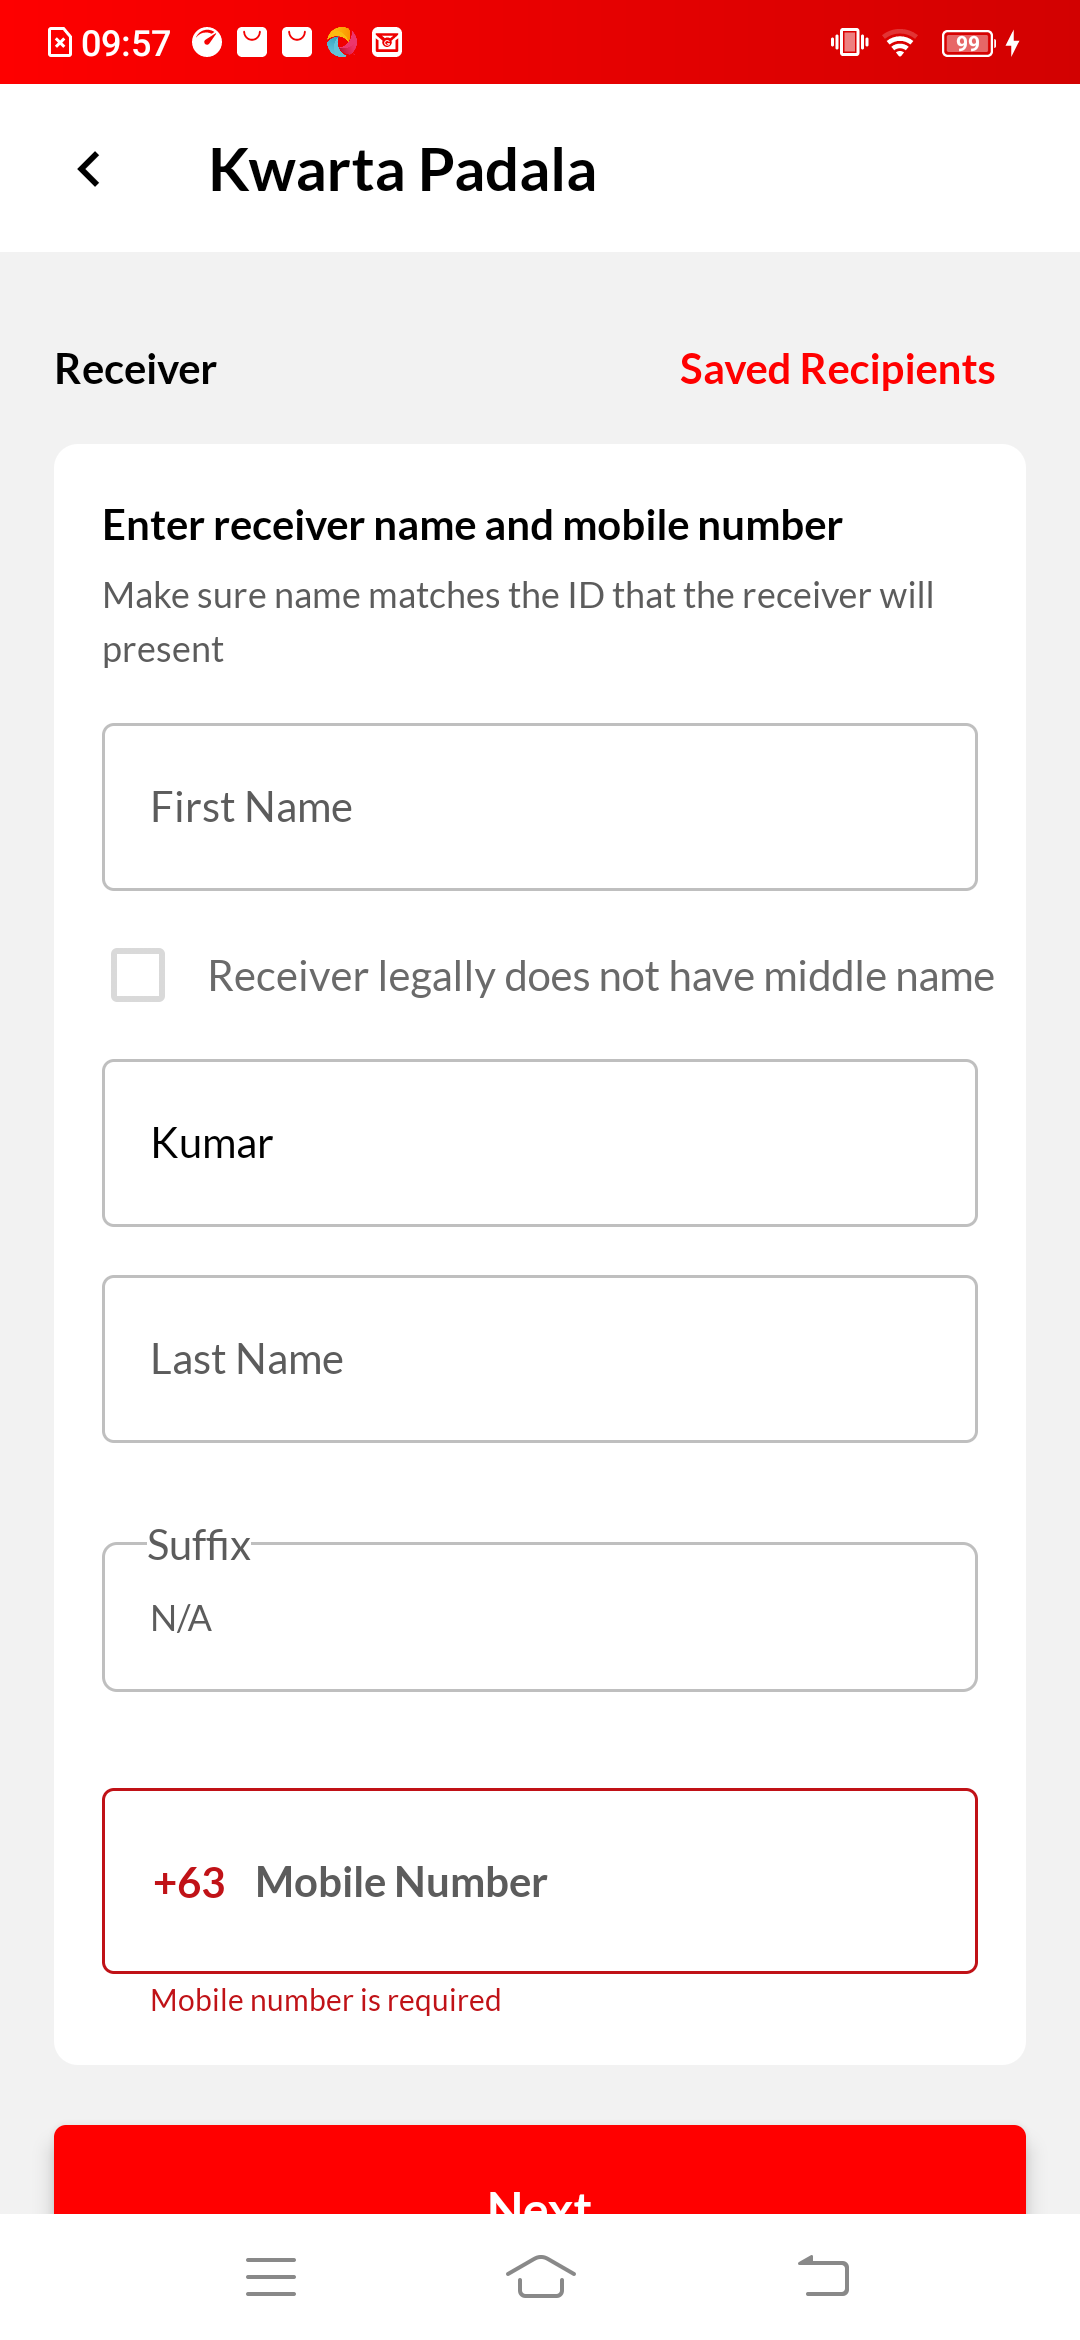 09:57
99
Kwarta Padala
Receiver
Saved Recipients
Enter receiver name and mobile number
Make sure name matches the ID that the receiver will
present
First Name
Receiver legally does not have middle name
Kumar
Last Name
Suffix
N/A
+63 Mobile Number
Mobile number is required
Next